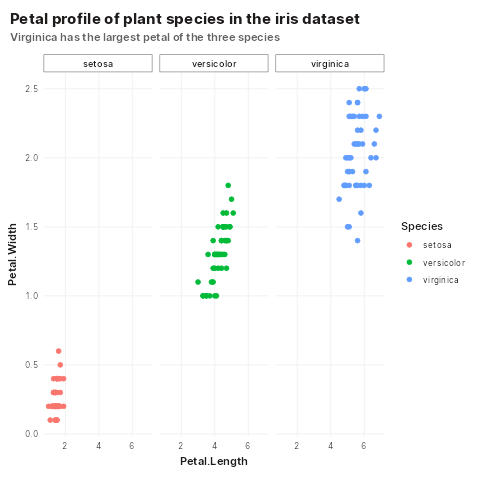 Petal profile of plant species in the iris dataset
Virginica has the largest petal of the three species
setosa versicolor virginica
2.5
2.0
1.5
1.0
0.5
0.0
Petal.Width
2 4 6 2 4 6 2 4 6
Petal.Length
Species
setosa
versicolor
virginica